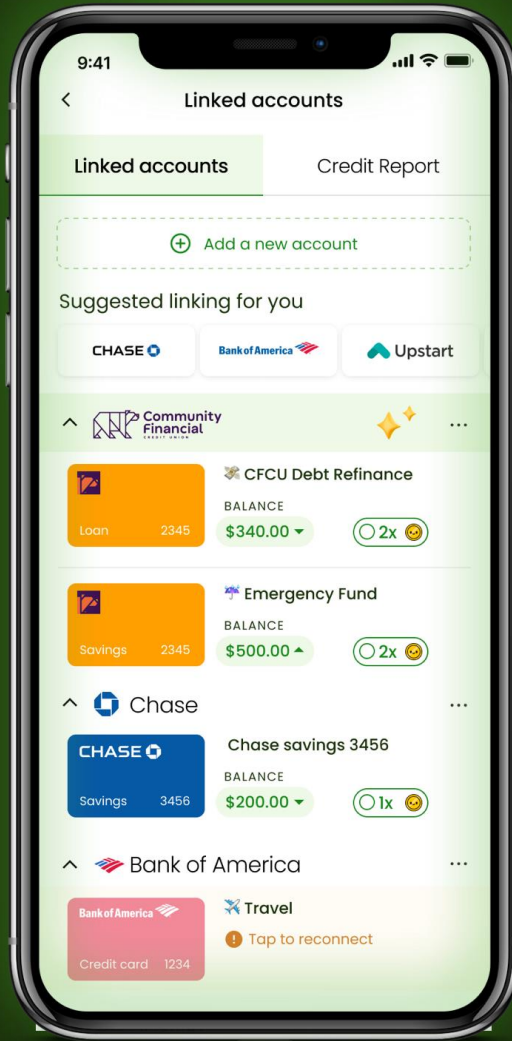 9:41
Linked accounts
Linked accounts Credit Report
Add a new account
Suggested linking for you
CHASE Bank of America Upstart
Community
Financial
CREDIT UNION
...
CFCU Debt Refinance
BALANCE
Loan 2345 $340.00 2x
Emergency Fund
BALANCE
Savings 2345 $500.00 2x
Chase ...
CHASE Chase savings 3456
BALANCE
Savings 3456 $200.00 1x
Bank of America ...
Bank of America Travel
Tap to reconnect
Credit card 1234